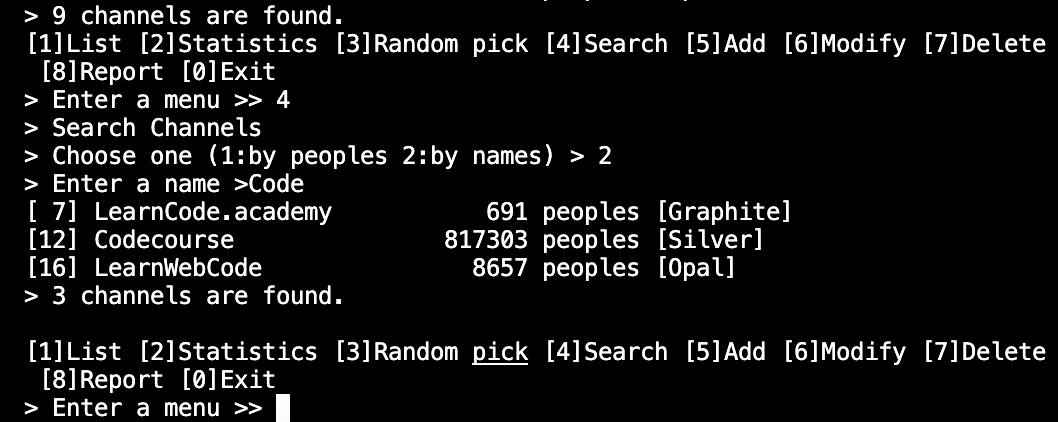 > 9 channels are found.
[1]List [2]Statistics [3]Random pick [4]Search [5]Add [6]Modify [7]Delete
[8]Report [0]Exit
> Enter a menu >> 4
> Search Channels
> Choose one (1:by peoples 2:by names) > 2
> Enter a name >Code
[ 7] LearnCode.academy           691 peoples [Graphite]
[12] Codecourse               817303 peoples [Silver]
[16] LearnWebCode               8657 peoples [Opal]
> 3 channels are found.
[1]List [2]Statistics [3]Random pick [4]Search [5]Add [6]Modify [7]Delete
[8]Report [0]Exit
> Enter a menu >>